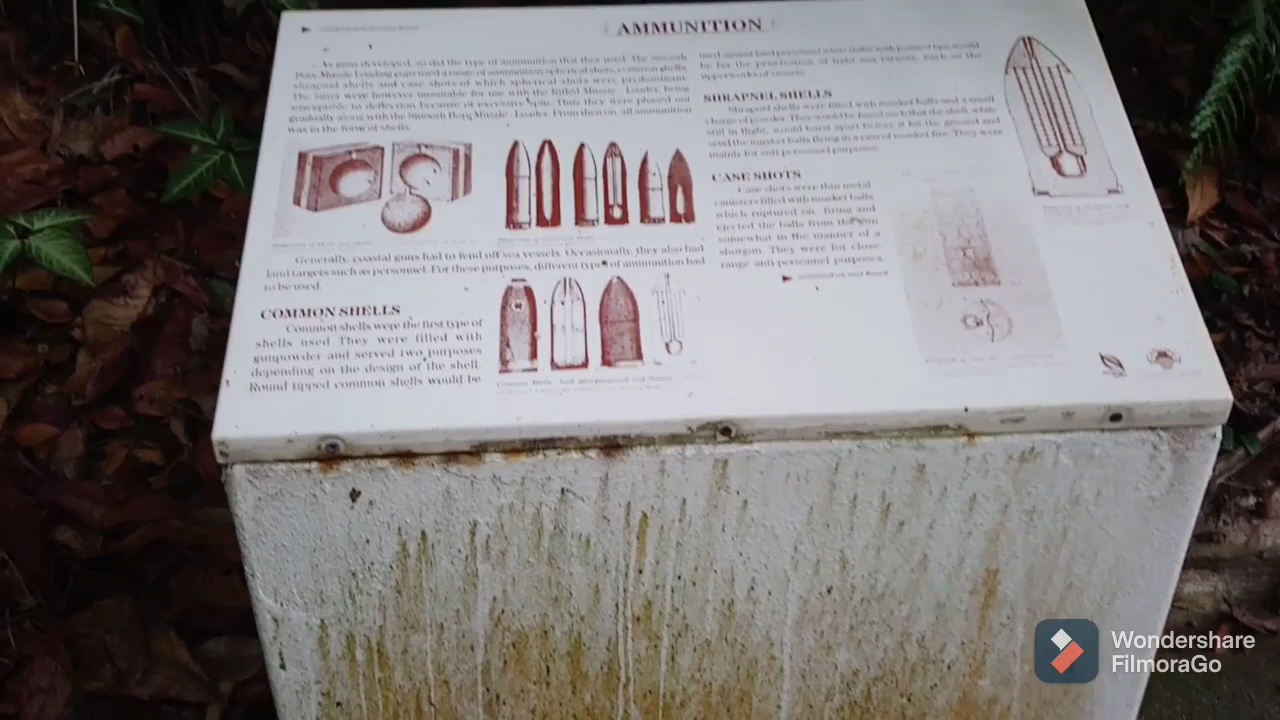 AMMUNITION
As guns developed, so did the type of ammunition that they used. The Smooth
Bore Muzzle Loading guns used a range of ammunition spherical shots, common shells,
shrapnel shells and case shots of which spherical shots were predominant.
The latter were however unsuitable for use with the Rifled Muzzle Loader, being
susceptible to deflection because of excessive spin. Thus they were phased out
gradually along with the Smooth Bore Muzzle Loader. From then on, all ammunition
was in the form of shells.
Generally, coastal guns had to fend off sea vessels. Occasionally, they also had
land targets such as personnel. For these purposes, different types of ammunition had
to be used.
COMMON SHELLS
Common shells were the first type of
shells used They were filled with
gunpowder and served two purposes
depending on the design of the shell.
Round tipped common shells would be
used against land personnel while those with pointed tips would
be for the penetration of light sea targets, such as the
upperworks of vessels.
SHRAPNEL SHELLS
Shrapnel shells were filled with musket balls and a small
charge of powder. They would be fused such that the shell, while
still in flight, would burst apart before it hit the ground and
send the musket balls flying in a rain of musket fire. They were
mainly for anti-personnel purposes.
CASE SHOTS
Case shots were thin metal
canisters filled with musket balls
which ruptured on firing and
ejected the balls from the gun
somewhat in the manner of a
shotgun. They were for close-
range anti-personnel purposes.
Wondershare
FilmoraGo